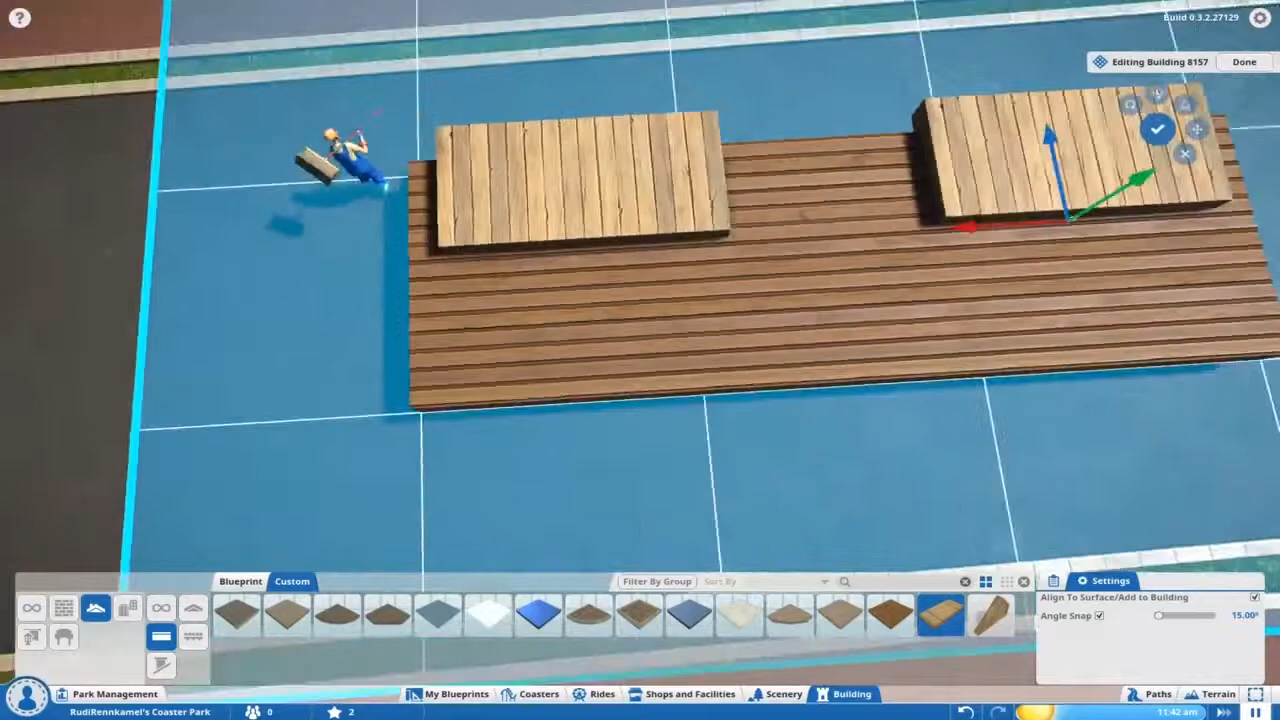 ?
Build 0.3.2.27129
Editing Building 8157 Done
Blueprint Custom Filter By Group Sort By
Settings
Align To Surface/Add to Building
Angle Snap 15.00°
Park Management My Blueprints Coasters Rides Shops and Facilities Scenery Building Paths Terrain
RudiRennkamel's Coaster Park 0 2 11:42 am